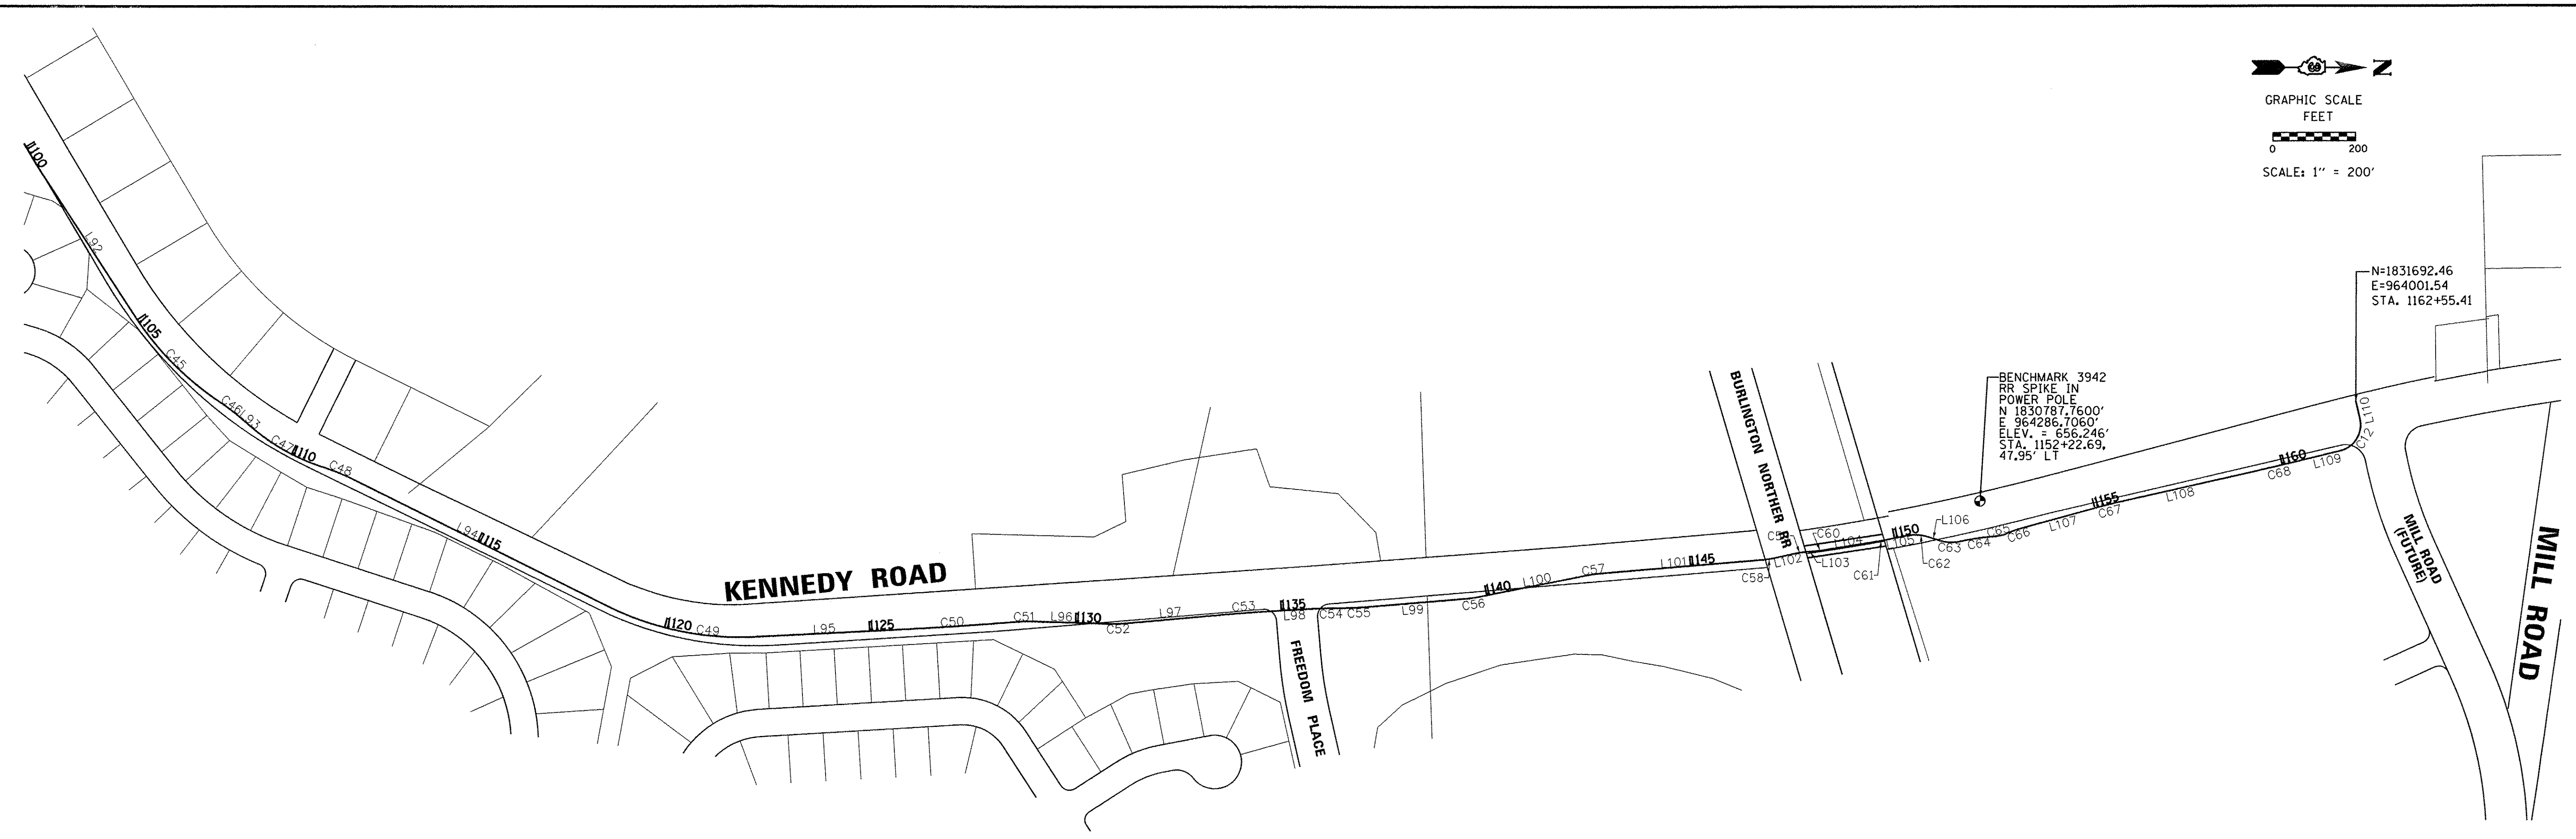 N
GRAPHIC SCALE
FEET
0 200
SCALE: 1" = 200'
1100
L92
1105
C45
C46
L93
C47
1110
C48
L94
1115
1120
C49
KENNEDY ROAD
L95
1125
C50
C51
L96
1130
C52
L97
C53
1135
L98
FREEDOM PLACE
C54
C55
L99
C56
1140
L100
C57
L101
1145
BURLINGTON NORTHER RR
C58
L102
C60
L103
L104
C61
1150
L106
C62
C63
C64
C65
C66
L107
1155
C67
L108
1160
C68
L109
C12
L110
BENCHMARK 3942
RR SPIKE IN
POWER POLE
N 1830787.7600'
E 964286.7060'
ELEV. = 656.246'
STA. 1152+22.69,
47.95' LT
N=1831692.46
E=964001.54
STA. 1162+55.41
MILL ROAD
(FUTURE)
MILL ROAD